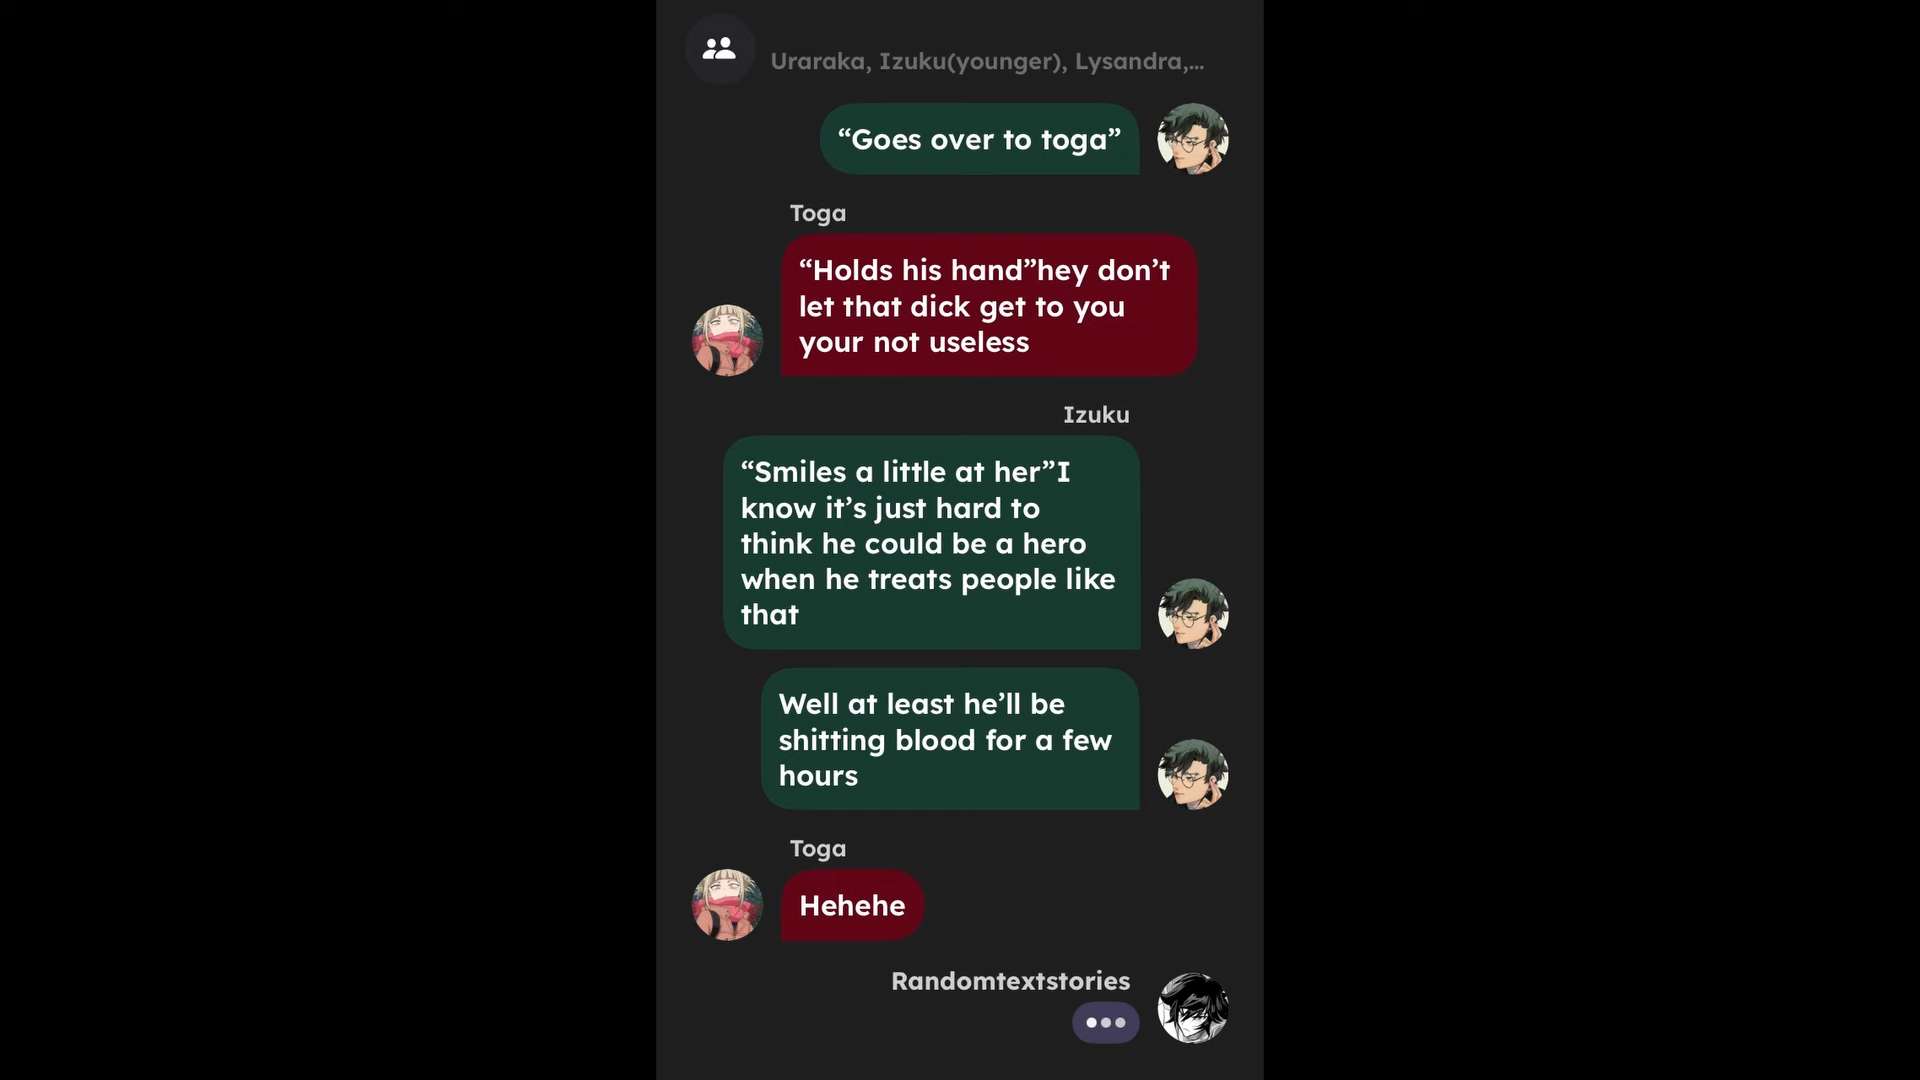 Uraraka, Izuku(younger), Lysandra,...
“Goes over to toga”
Toga
“Holds his hand”hey don’t
let that dick get to you
your not useless
Izuku
“Smiles a little at her”I
know it’s just hard to
think he could be a hero
when he treats people like
that
Well at least he’ll be
shitting blood for a few
hours
Toga
Hehehe
Randomtextstories